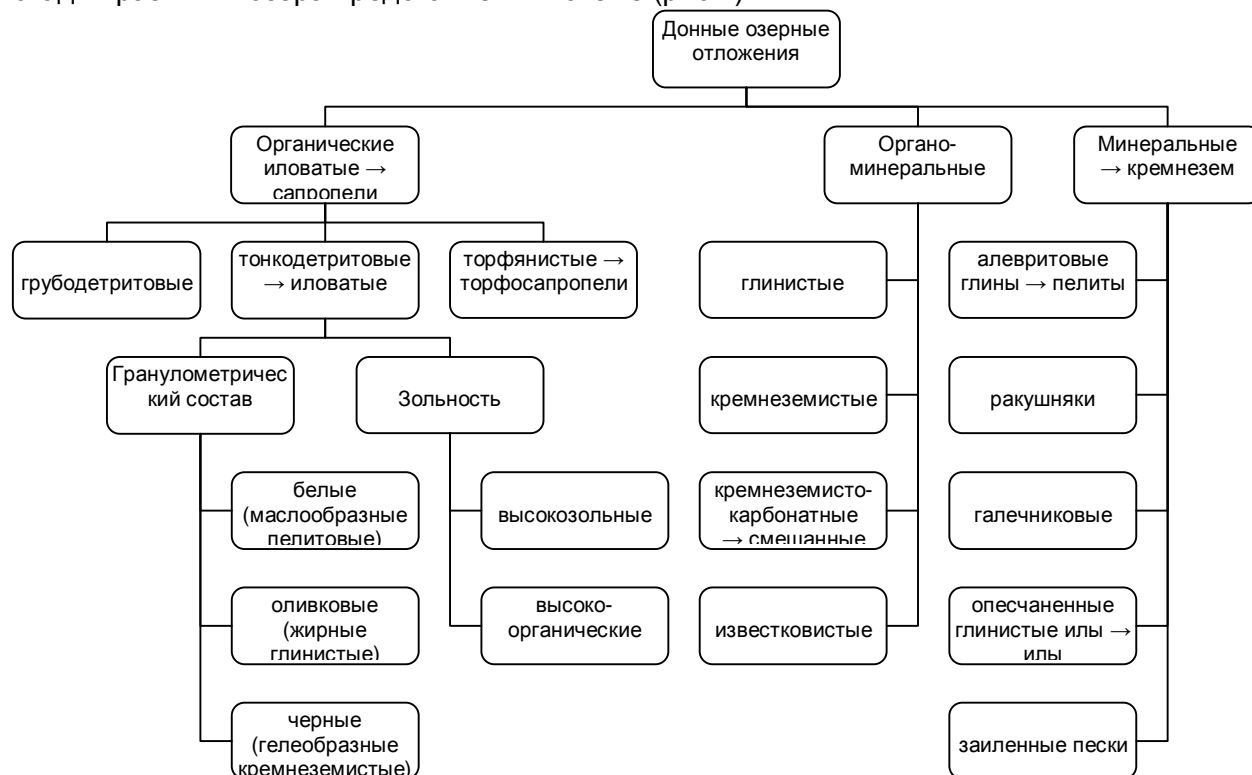 Донные озерные
отложения
Органические
иловатые →
сапропели
Органо-
минеральные
Минеральные
→ кремнезем
грубодетритовые
тонкодетритовые
→ иловатые
торфянистые →
торфосапропели
глинистые
алевритовые
глины → пелиты
Гранулометричес
кий состав
Зольность
кремнеземистые
ракушняки
белые
(маслообразные
пелитовые)
высокозольные
кремнеземисто-
карбонатные
→ смешанные
галечниковые
оливковые
(жирные
глинистые)
высоко-
органические
известковистые
опесчаненные
глинистые илы →
илы
черные
(гелеобразные
кремнеземистые)
заиленные пески